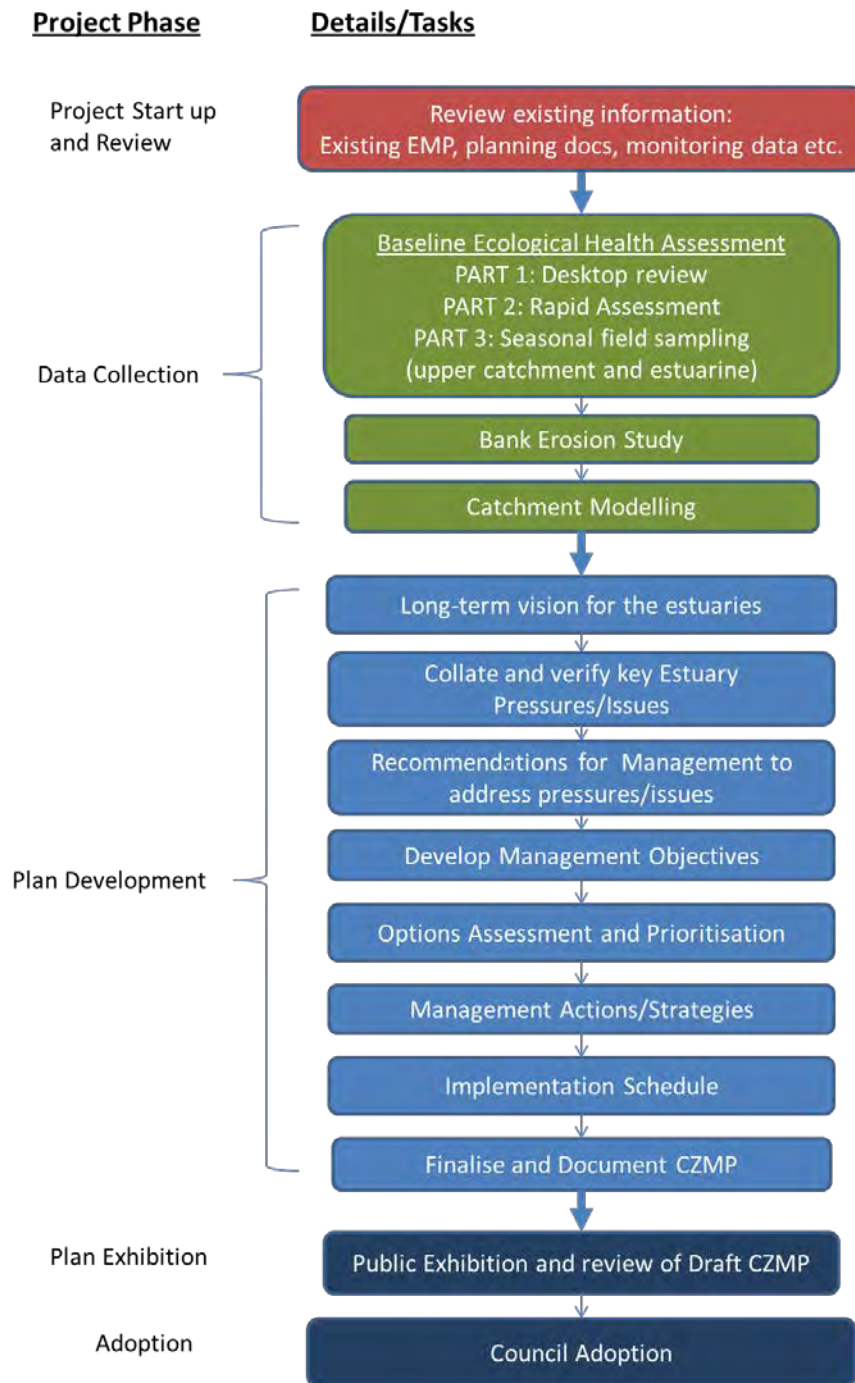 Project Phase
Details/Tasks
Project Start up
and Review
Review existing information:
Existing EMP, planning docs, monitoring data etc.
Data Collection
Baseline Ecological Health Assessment
PART 1: Desktop review
PART 2: Rapid Assessment
PART 3: Seasonal field sampling
(upper catchment and estuarine)
Bank Erosion Study
Catchment Modelling
Plan Development
Long-term vision for the estuaries
Collate and verify key Estuary
Pressures/Issues
Recommendations for Management to
address pressures/issues
Develop Management Objectives
Options Assessment and Prioritisation
Management Actions/Strategies
Implementation Schedule
Finalise and Document CZMP
Plan Exhibition
Public Exhibition and review of Draft CZMP
Adoption
Council Adoption